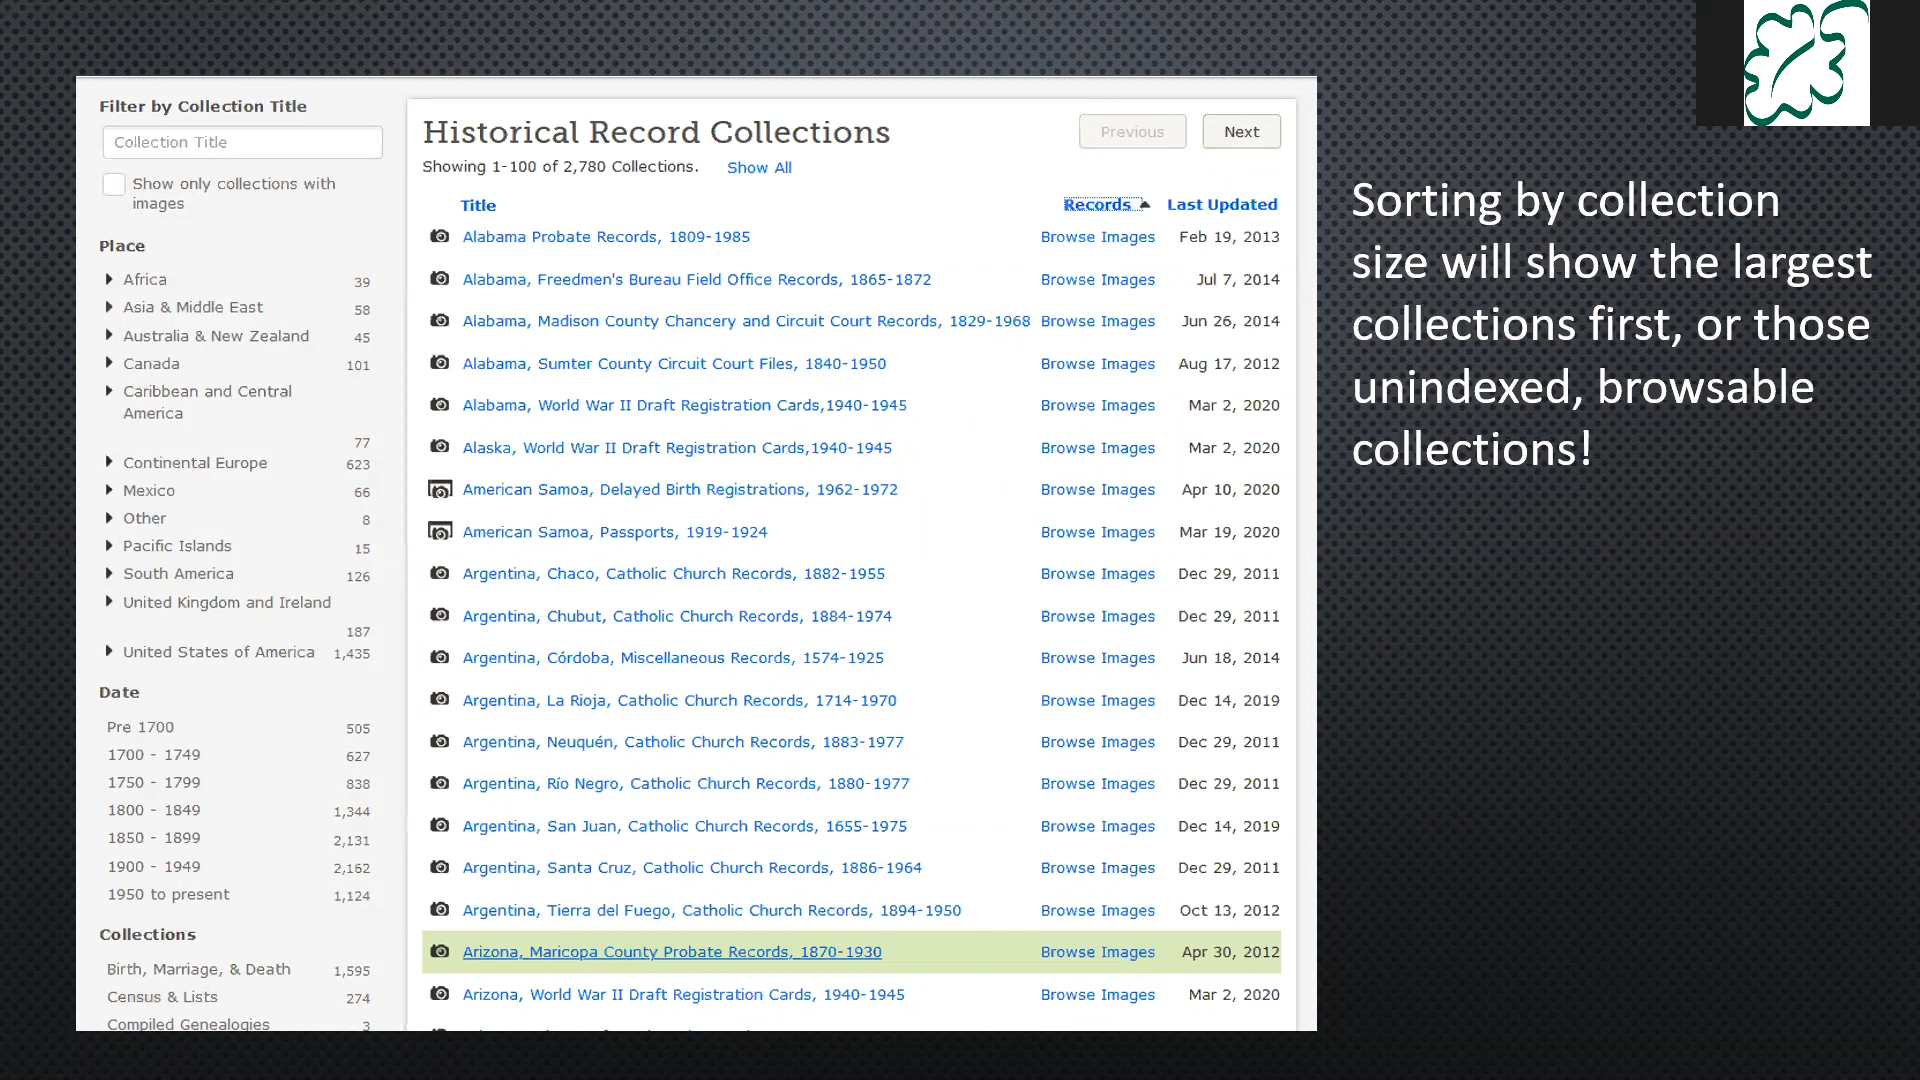 Filter by Collection Title
Collection Title
Show only collections with
images
Place
Africa 39
Asia & Middle East 58
Australia & New Zealand 45
Canada 101
Caribbean and Central
America
77
Continental Europe 623
Mexico 66
Other 8
Pacific Islands 15
South America 126
United Kingdom and Ireland
187
United States of America 1,435
Date
Pre 1700 505
1700 - 1749 627
1750 - 1799 838
1800 - 1849 1,344
1850 - 1899 2,131
1900 - 1949 2,162
1950 to present 1,124
Collections
Birth, Marriage, & Death 1,595
Census & Lists 274
Compiled Genealogies 3
Historical Record Collections
Previous Next
Showing 1-100 of 2,780 Collections. Show All
Title Records Last Updated
Alabama Probate Records, 1809-1985 Browse Images Feb 19, 2013
Alabama, Freedmen's Bureau Field Office Records, 1865-1872 Browse Images Jul 7, 2014
Alabama, Madison County Chancery and Circuit Court Records, 1829-1968 Browse Images Jun 26, 2014
Alabama, Sumter County Circuit Court Files, 1840-1950 Browse Images Aug 17, 2012
Alabama, World War II Draft Registration Cards,1940-1945 Browse Images Mar 2, 2020
Alaska, World War II Draft Registration Cards,1940-1945 Browse Images Mar 2, 2020
American Samoa, Delayed Birth Registrations, 1962-1972 Browse Images Apr 10, 2020
American Samoa, Passports, 1919-1924 Browse Images Mar 19, 2020
Argentina, Chaco, Catholic Church Records, 1882-1955 Browse Images Dec 29, 2011
Argentina, Chubut, Catholic Church Records, 1884-1974 Browse Images Dec 29, 2011
Argentina, Córdoba, Miscellaneous Records, 1574-1925 Browse Images Jun 18, 2014
Argentina, La Rioja, Catholic Church Records, 1714-1970 Browse Images Dec 14, 2019
Argentina, Neuquén, Catholic Church Records, 1883-1977 Browse Images Dec 29, 2011
Argentina, Río Negro, Catholic Church Records, 1880-1977 Browse Images Dec 29, 2011
Argentina, San Juan, Catholic Church Records, 1655-1975 Browse Images Dec 14, 2019
Argentina, Santa Cruz, Catholic Church Records, 1886-1964 Browse Images Dec 29, 2011
Argentina, Tierra del Fuego, Catholic Church Records, 1894-1950 Browse Images Oct 13, 2012
Arizona, Maricopa County Probate Records, 1870-1930 Browse Images Apr 30, 2012
Arizona, World War II Draft Registration Cards, 1940-1945 Browse Images Mar 2, 2020
Sorting by collection
size will show the largest
collections first, or those
unindexed, browsable
collections!